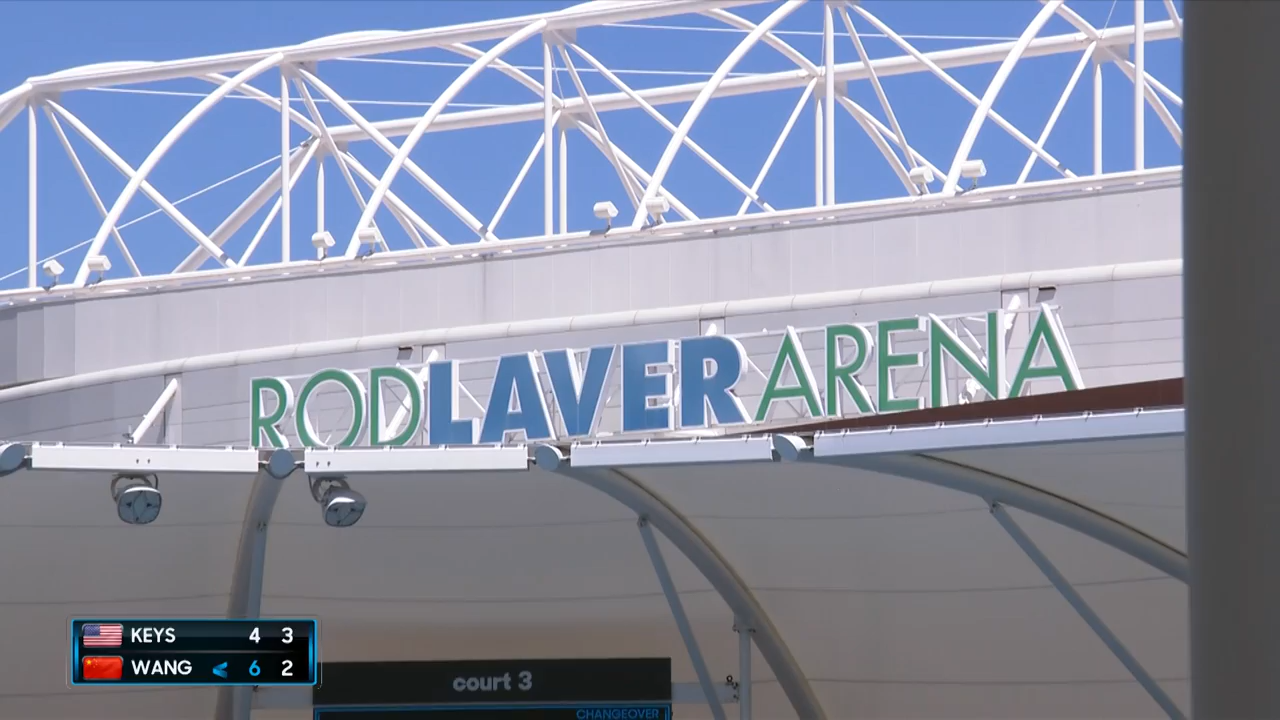 RODLAVERARENA
KEYS 4 3
WANG < 6 2
court 3
CHANGEOVER